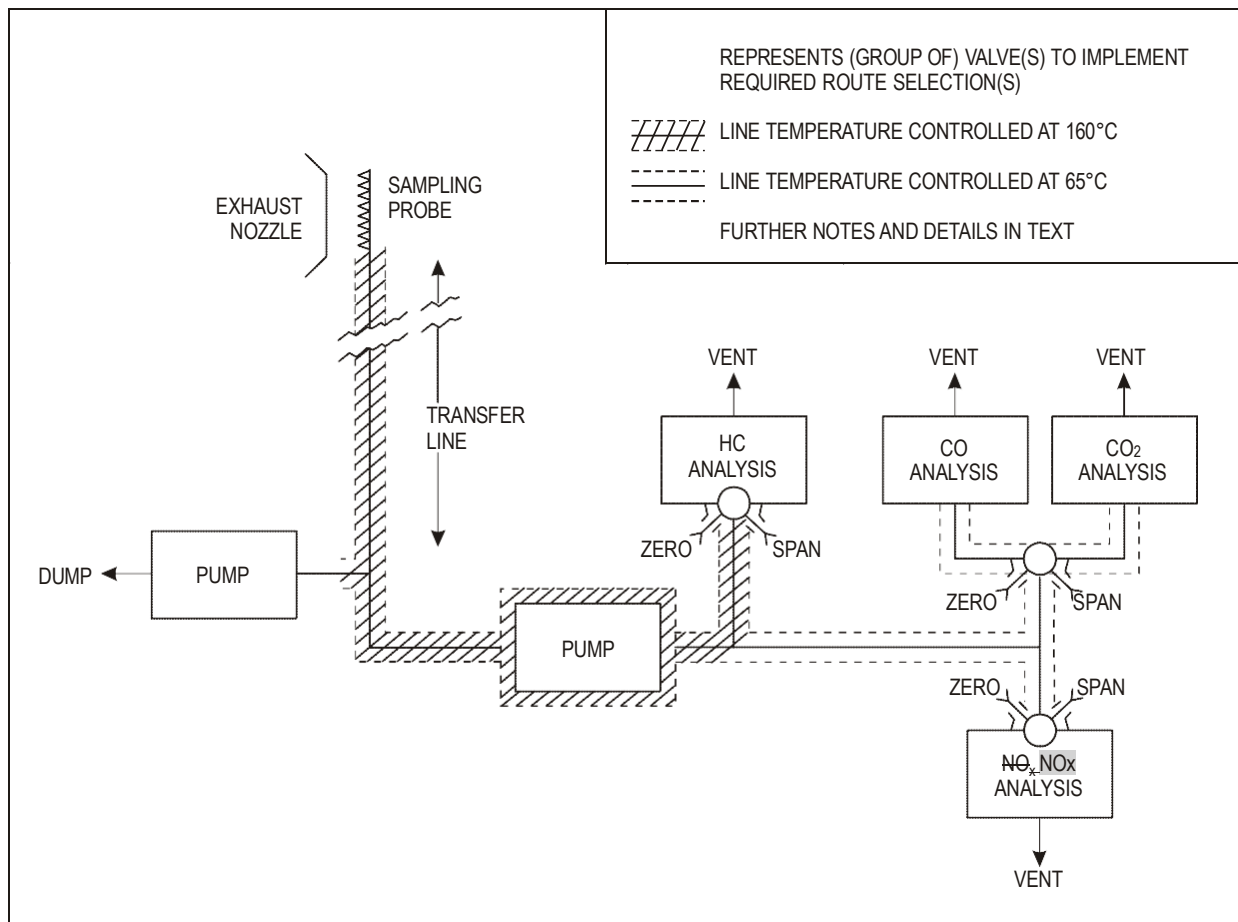 REPRESENTS (GROUP OF) VALVE(S) TO IMPLEMENT
REQUIRED ROUTE SELECTION(S)
LINE TEMPERATURE CONTROLLED AT 160°C
LINE TEMPERATURE CONTROLLED AT 65°C
FURTHER NOTES AND DETAILS IN TEXT
EXHAUST
NOZZLE
SAMPLING
PROBE
TRANSFER
LINE
VENT
VENT
VENT
HC
ANALYSIS
CO
ANALYSIS
CO2
ANALYSIS
ZERO
SPAN
DUMP
PUMP
ZERO
SPAN
PUMP
ZERO
SPAN
NOx NOx
ANALYSIS
VENT